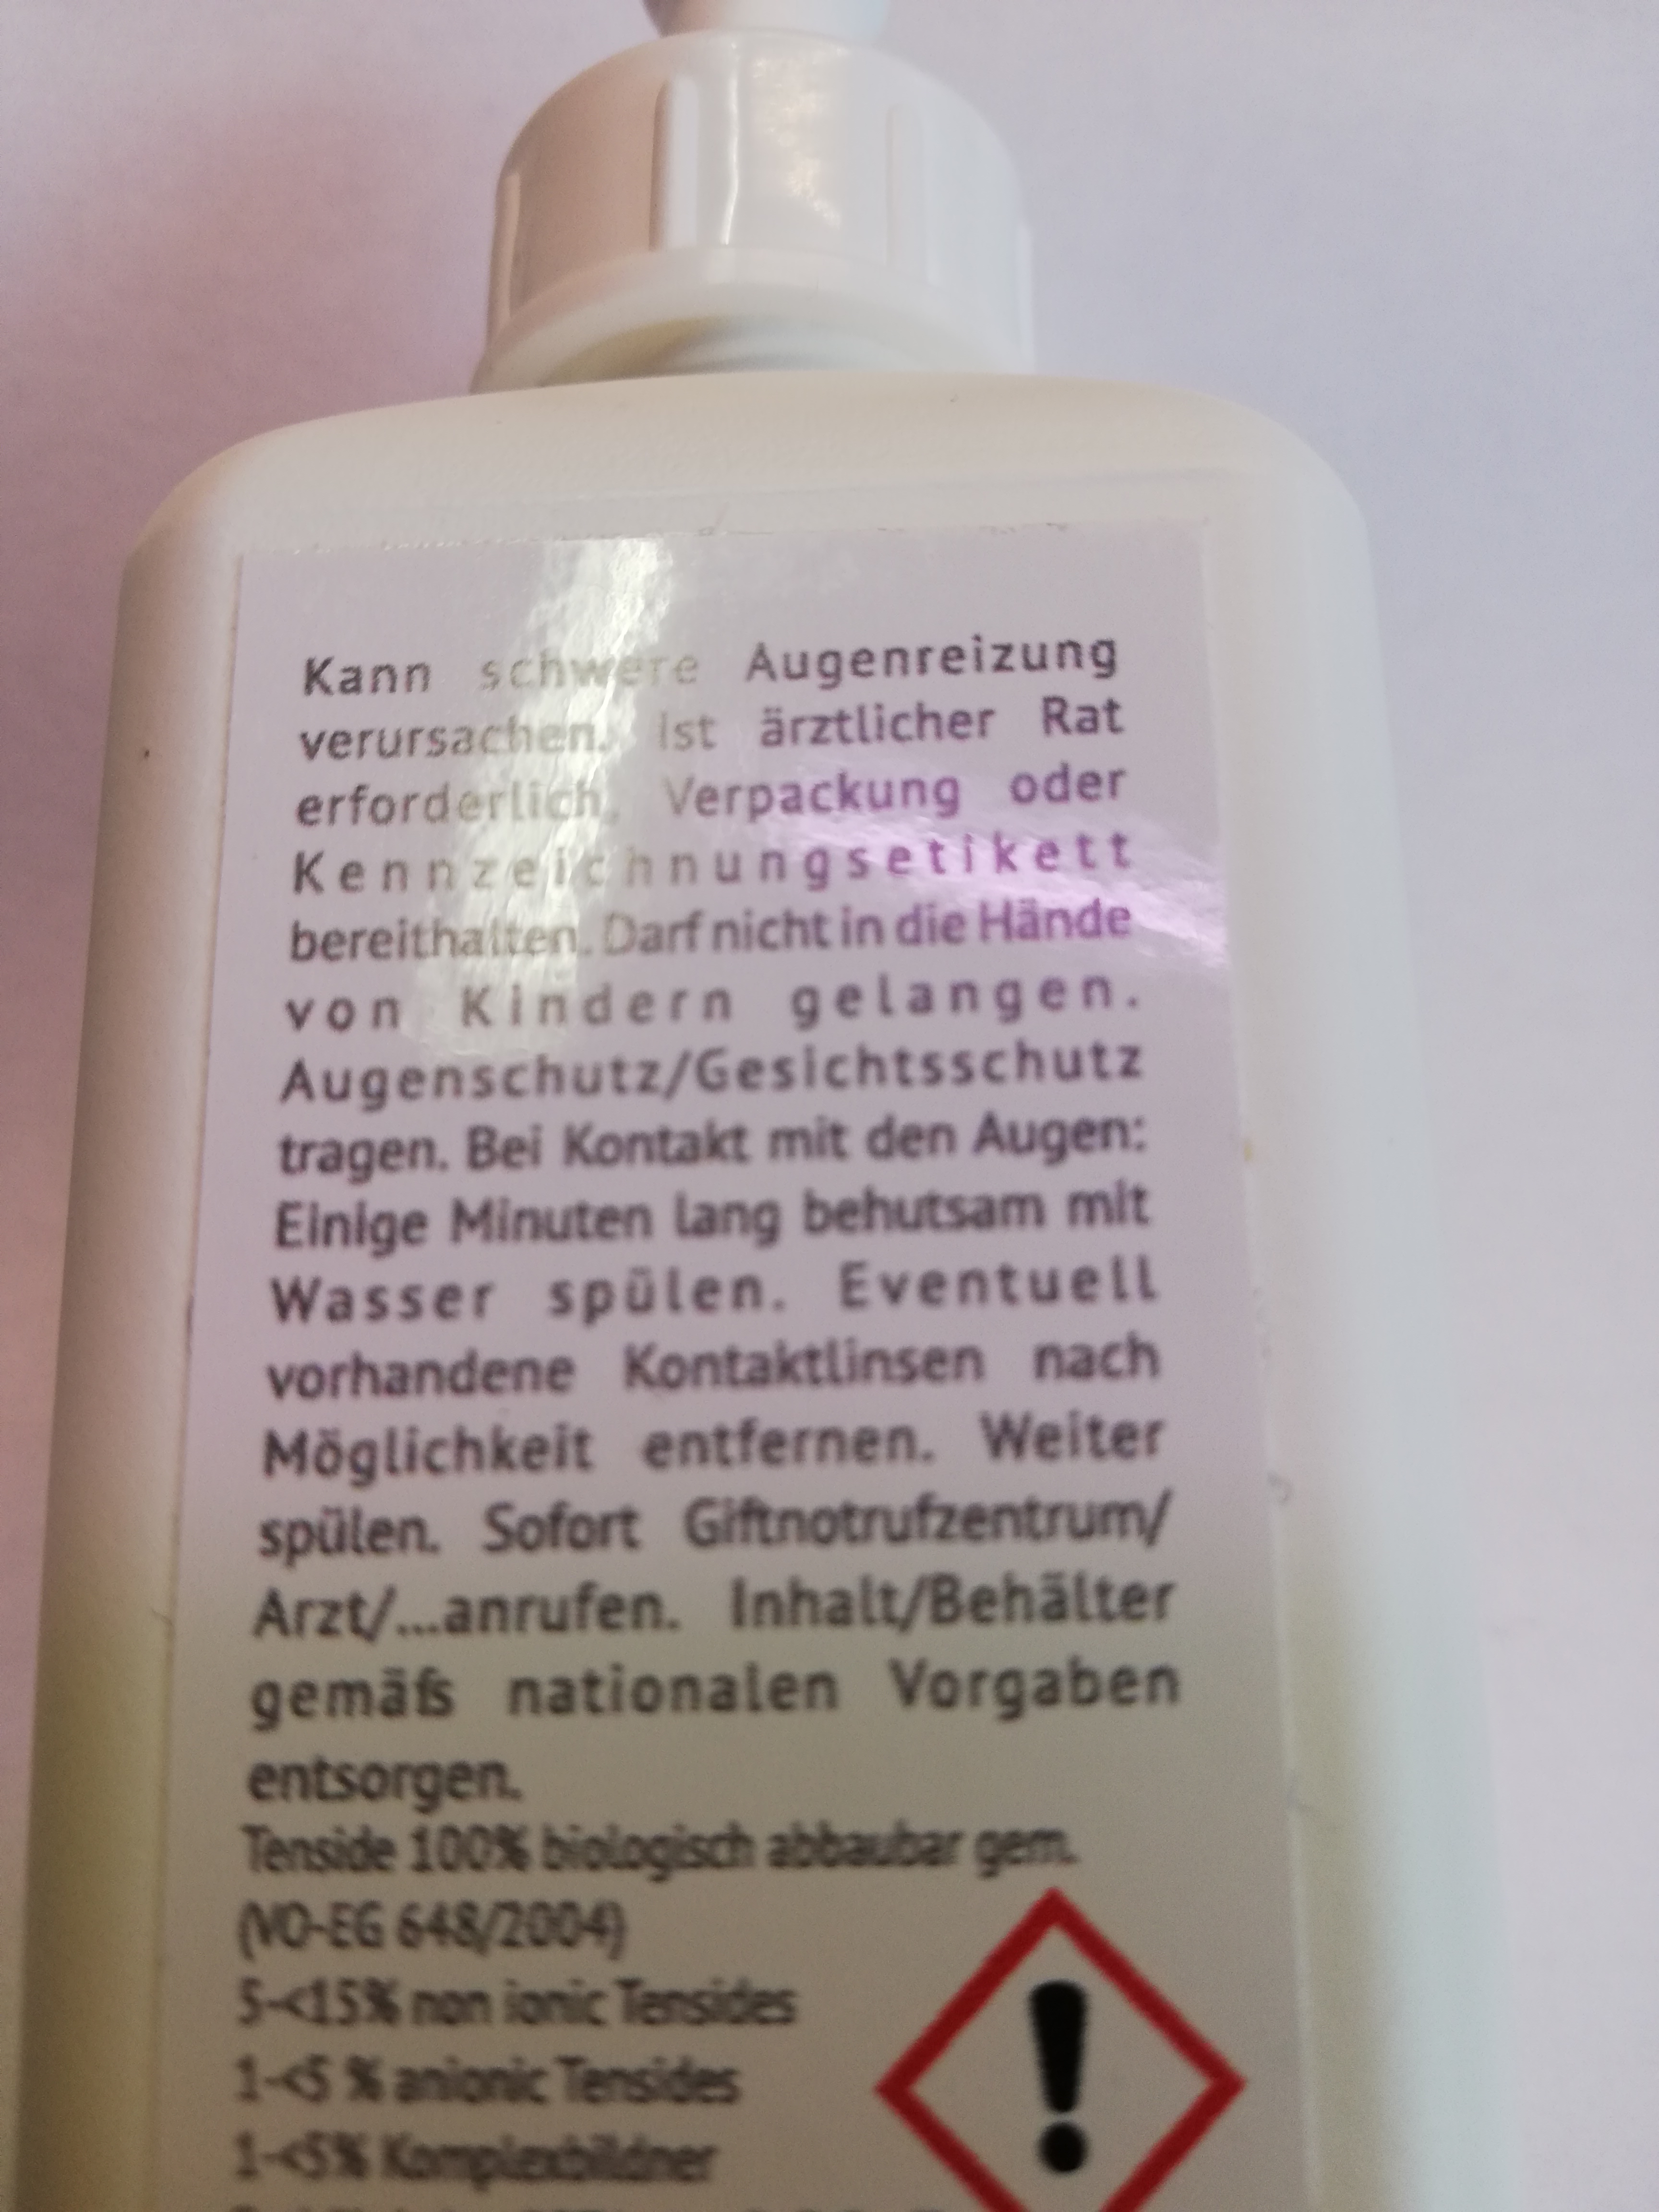 Kann schwere Augenreizung
verursachen. Ist ärztlicher Rat
erforderlich, Verpackung oder
Kennzeichnungsetikett
bereithalten. Darf nicht in die Hände
von Kindern gelangen.
Augenschutz/Gesichtsschutz
tragen. Bei Kontakt mit den Augen:
Einige Minuten lang behutsam mit
Wasser spülen. Eventuell
vorhandene Kontaktlinsen nach
Möglichkeit entfernen. Weiter
spülen. Sofort Giftnotrufzentrum/
Arzt/...anrufen. Inhalt/Behälter
gemäß nationalen Vorgaben
entsorgen.
Tenside 100% biologisch abbaubar gem.
(VO-EG 648/2004)
5-<15% non ionic Tensides
1-<5 % anionic Tensides
1-<5% Komplexbildner